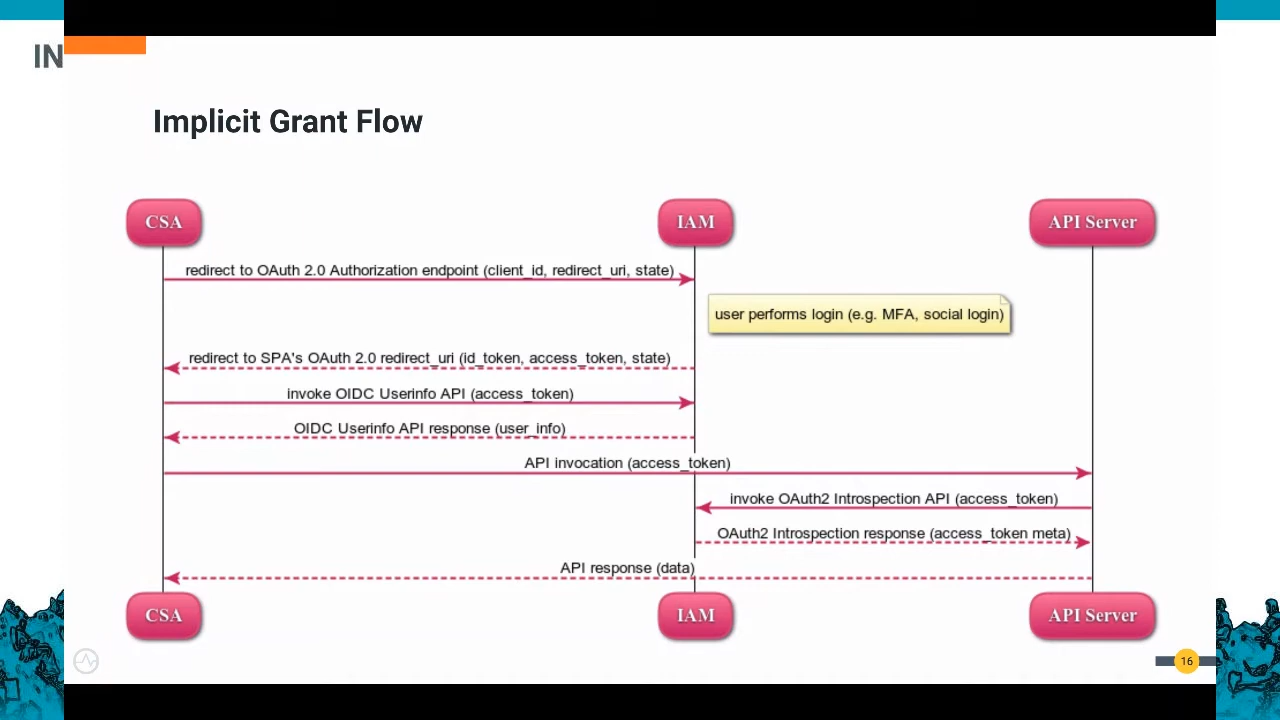 IN
Implicit Grant Flow
CSA
IAM
API Server
redirect to OAuth 2.0 Authorization endpoint (client_id, redirect_uri, state)
user performs login (e.g. MFA, social login)
redirect to SPA's OAuth 2.0 redirect_uri (id_token, access_token, state)
invoke OIDC Userinfo API (access_token)
OIDC Userinfo API response (user_info)
API invocation (access_token)
invoke OAuth2 Introspection API (access_token)
OAuth2 Introspection response (access_token meta)
API response (data)
CSA
IAM
API Server
16